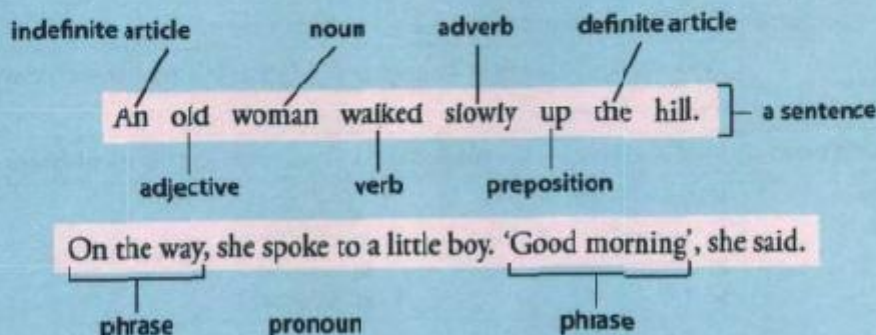 indefinite article noun adverb definite article
An old woman walked slowly up the hill. a sentence
adjective verb preposition
On the way, she spoke to a little boy. 'Good morning', she said.
phrase pronoun phrase